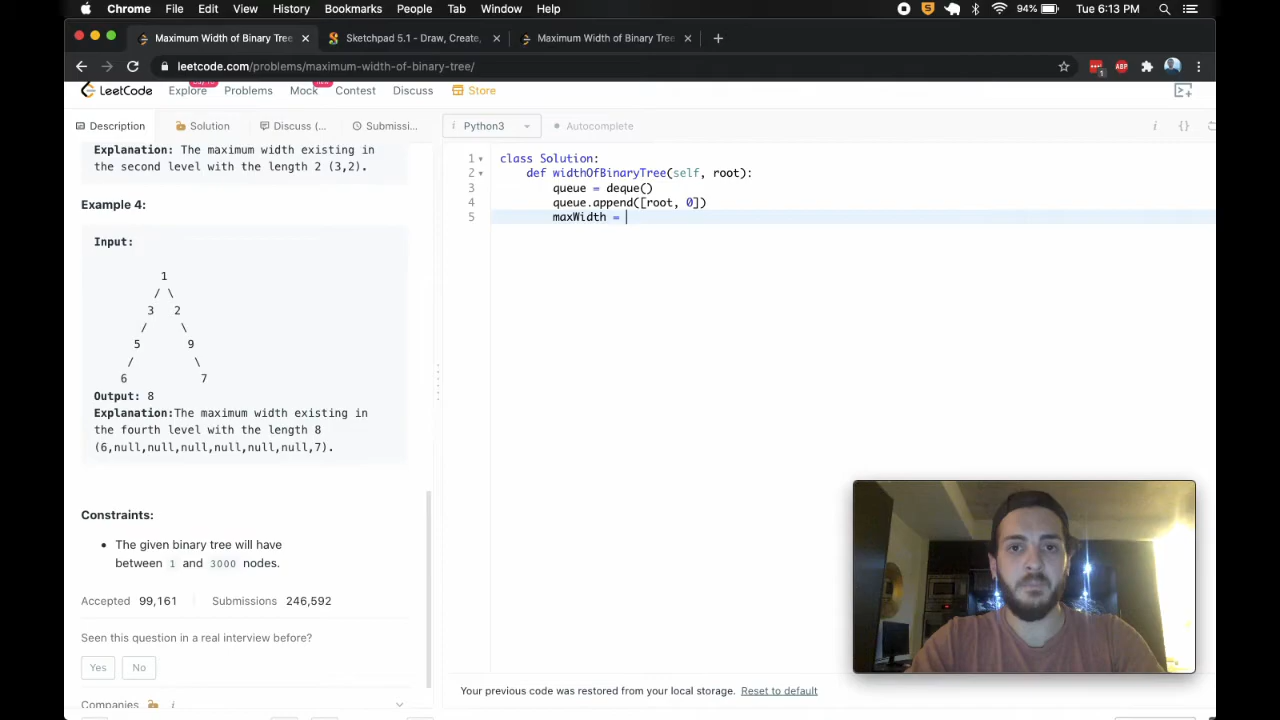 Chrome File Edit View History Bookmarks People Tab Window Help 94% Tue 6:13 PM
Maximum Width of Binary Tree Sketchpad 5.1 - Draw, Create, Maximum Width of Binary Tree
leetcode.com/problems/maximum-width-of-binary-tree/
LeetCode Explore Problems Mock Contest Discuss Store
Description Solution Discuss (... Submissi... Python3 Autocomplete
Explanation: The maximum width existing in
the second level with the length 2 (3,2).
Example 4:
Input:
1
/ \
3 2
/ \
5 9
/ \
6 7
Output: 8
Explanation:The maximum width existing in
the fourth level with the length 8
(6,null,null,null,null,null,null,7).
Constraints:
The given binary tree will have
between 1 and 3000 nodes.
Accepted 99,161 Submissions 246,592
Seen this question in a real interview before?
Yes No
Companies i
1 class Solution:
2 def widthOfBinaryTree(self, root):
3 queue = deque()
4 queue.append([root, 0])
5 maxWidth =
Your previous code was restored from your local storage. Reset to default